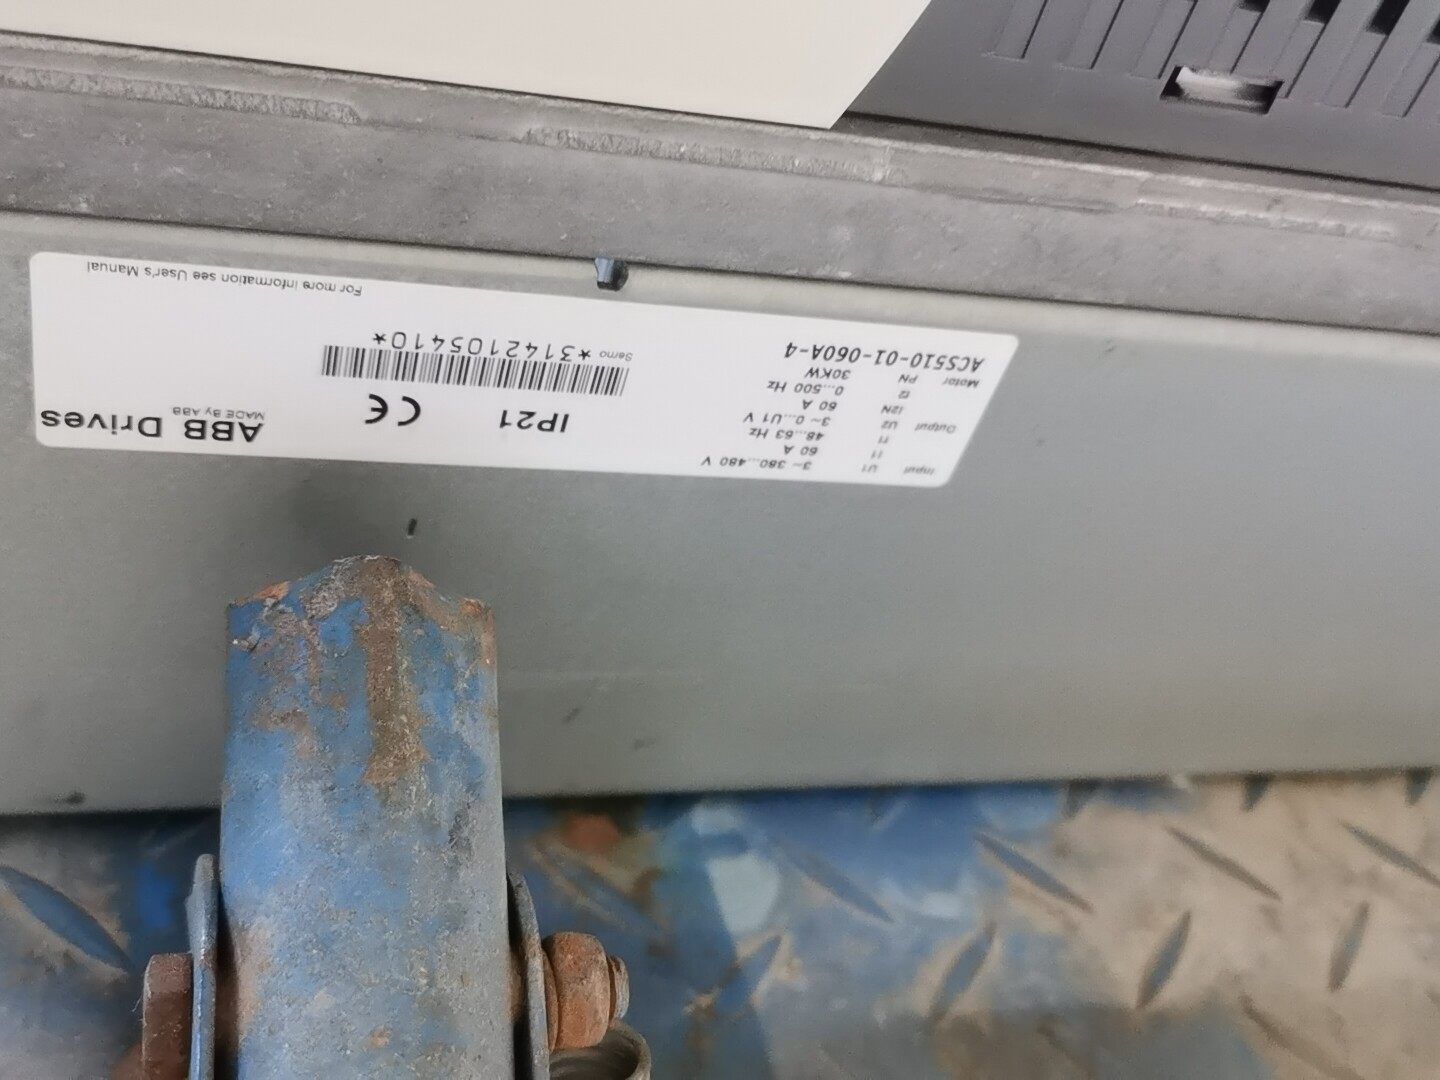 ABB Drives
MADE By ABB
IP21
CE
Input U1 3~ 380...480 V
I1 60 A
f1 48...63 Hz
Output U2 3~ 0...U1 V
I2N 60 A
f2 0...500 Hz
Motor PN 30KW
ACS510-01-060A-4
Serno *3142105410*
For more information see User's Manual